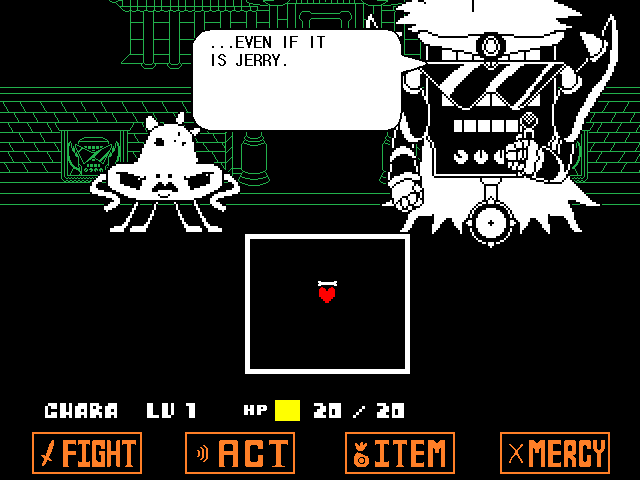 ...EVEN IF IT
IS JERRY.
CHARA LV 1 HP 20 / 20
FIGHT ACT ITEM MERCY